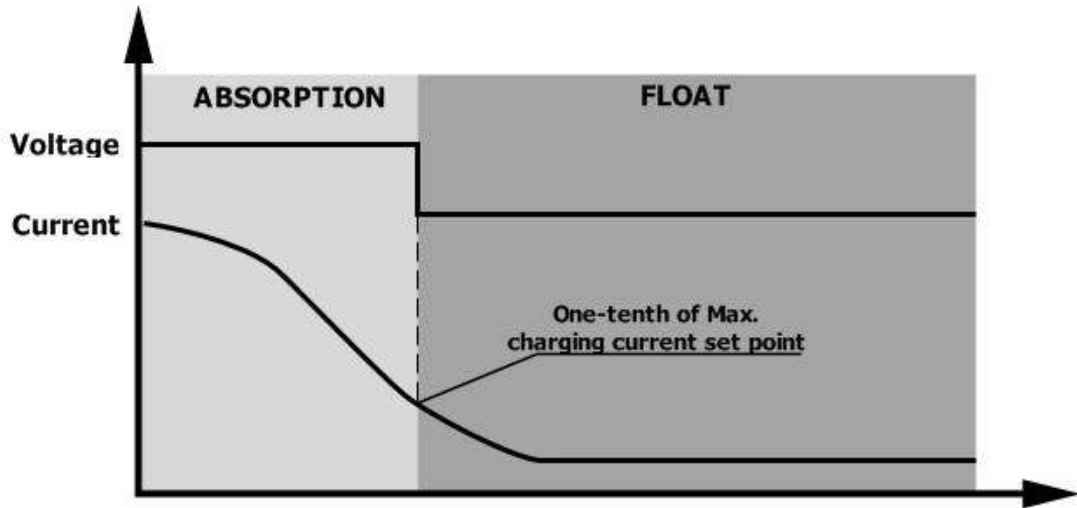 ABSORPTION
FLOAT
Voltage
Current
One-tenth of Max.
charging current set point